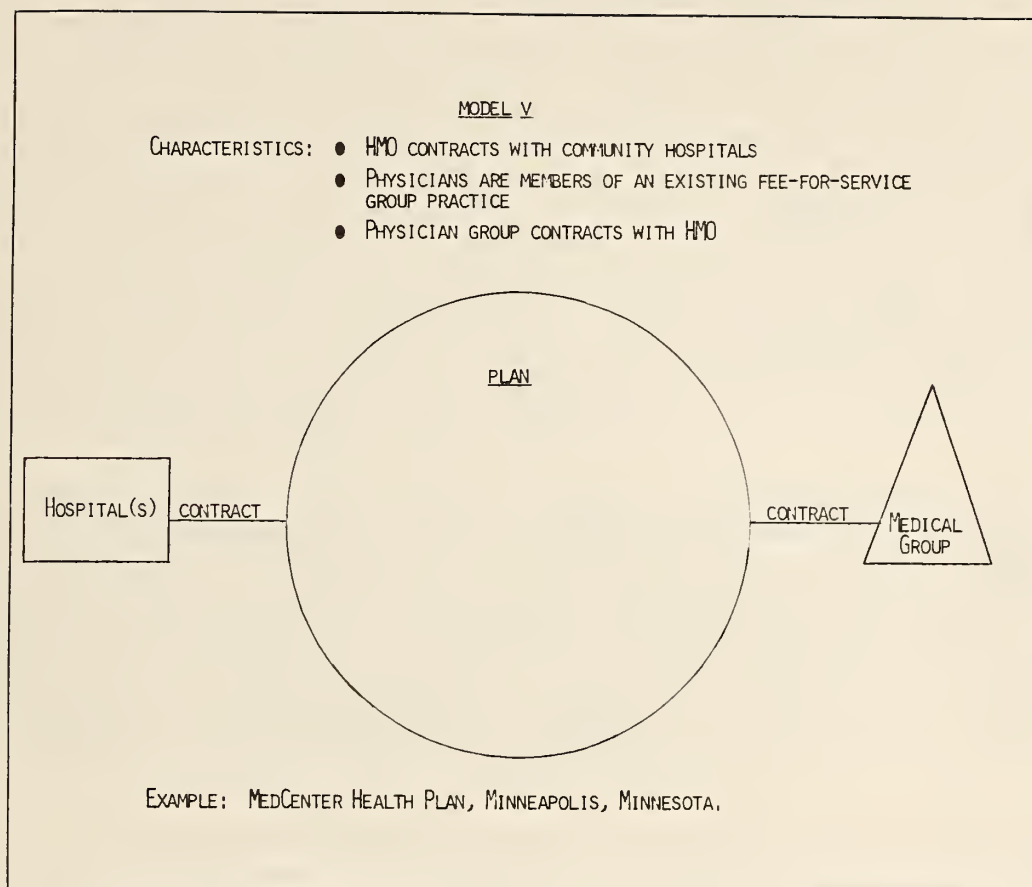 MODEL V
CHARACTERISTICS: ● HMO CONTRACTS WITH COMMUNITY HOSPITALS
● PHYSICIANS ARE MEMBERS OF AN EXISTING FEE-FOR-SERVICE
GROUP PRACTICE
● PHYSICIAN GROUP CONTRACTS WITH HMO
PLAN
HOSPITAL(S)
CONTRACT
CONTRACT
MEDICAL
GROUP
EXAMPLE: MEDCENTER HEALTH PLAN, MINNEAPOLIS, MINNESOTA.